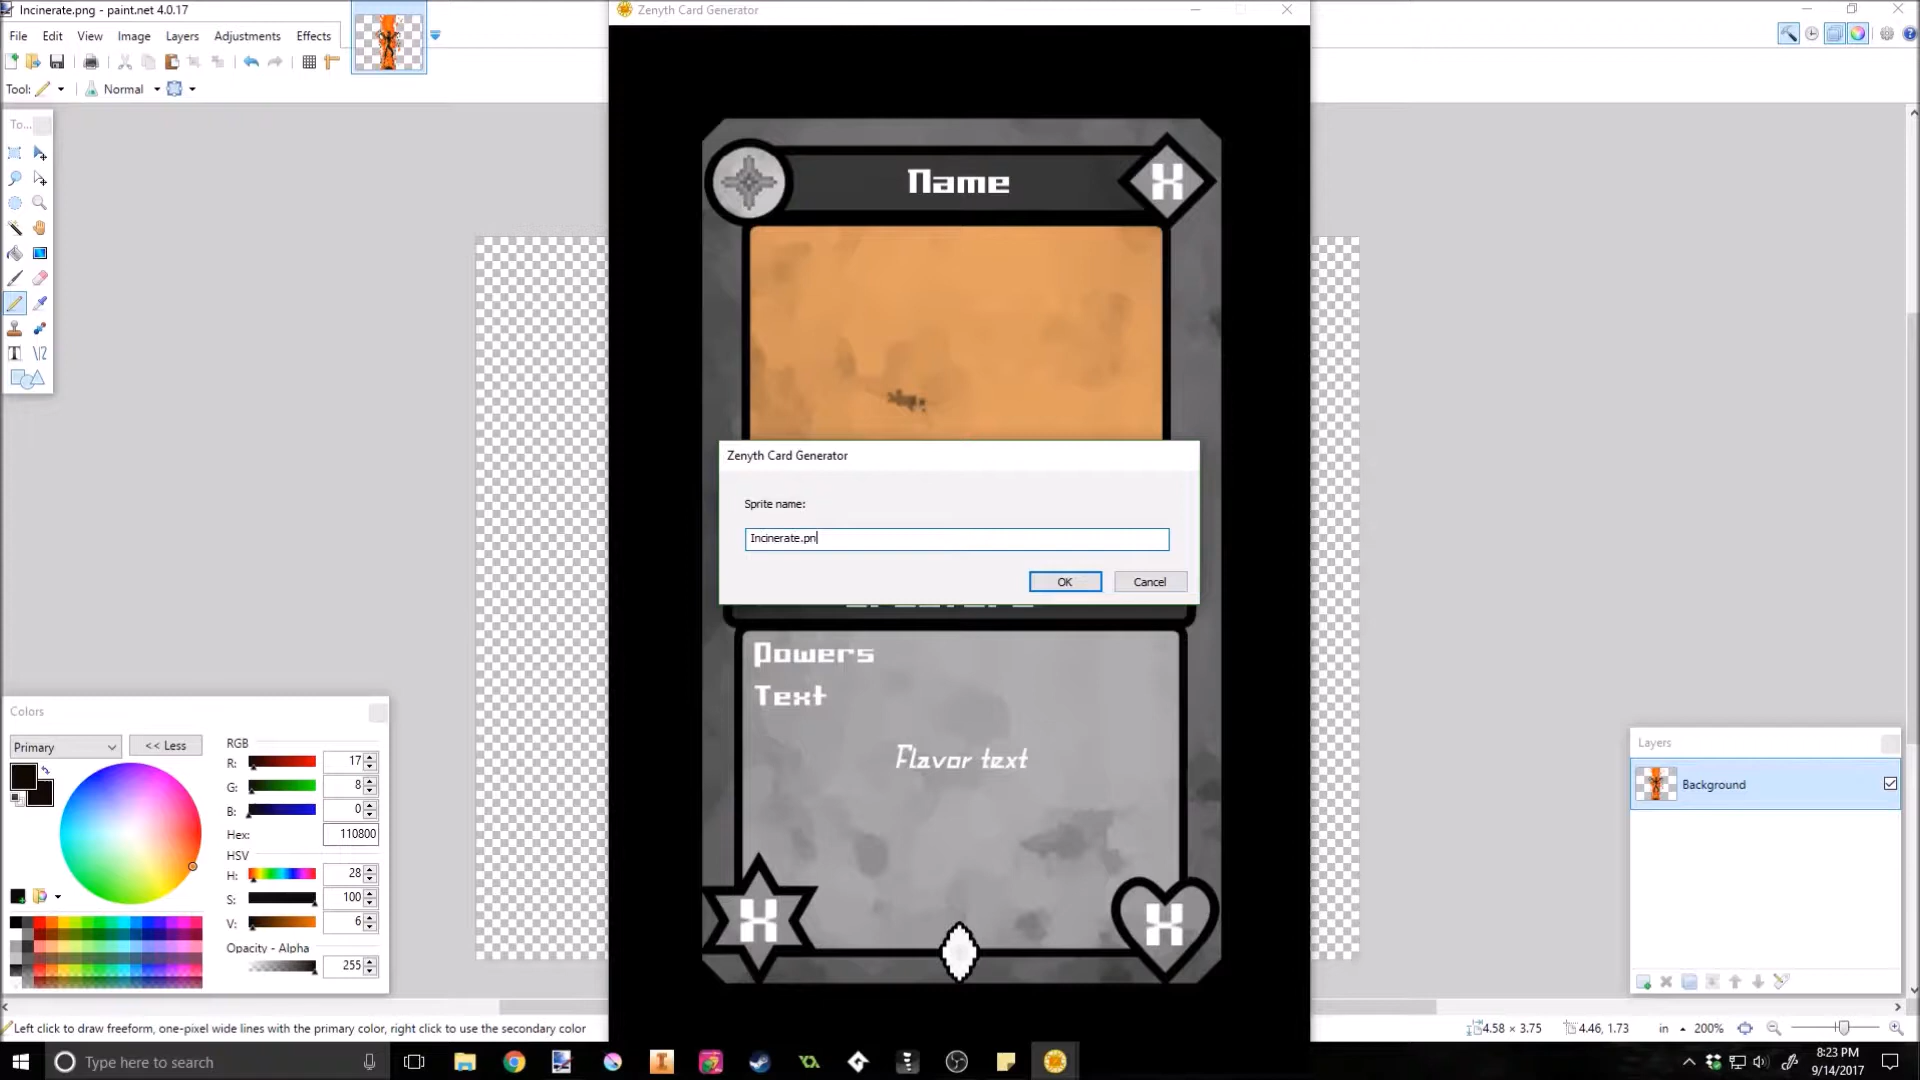 Incinerate.png - paint.net 4.0.17
File Edit View Image Layers Adjustments Effects
Tool: Normal
To...
Zenyth Card Generator
Name
X
Zenyth Card Generator
Sprite name:
Incinerate.pn
OK Cancel
Powers
Text
Flavor text
X X
Colors
Primary << Less
RGB
R: 17
G: 8
B: 0
Hex: 110800
HSV
H: 28
S: 100
V: 6
Opacity - Alpha
255
Layers
Background
Left click to draw freeform, one-pixel wide lines with the primary color, right click to use the secondary color
4.58 × 3.75 4.46, 1.73 in 200%
Type here to search
8:23 PM
9/14/2017